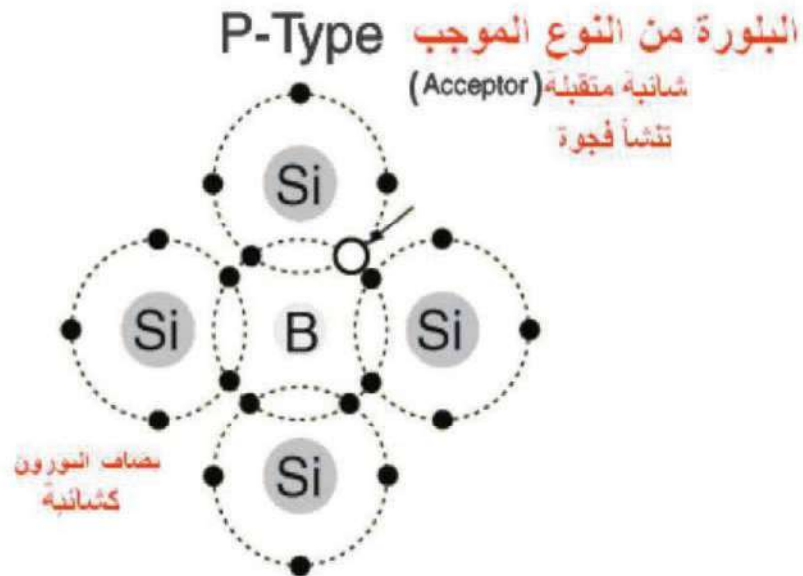 P-Type البلورة من النوع الموجب
شائبة متقبلة (Acceptor)
تنشأ فجوة
Si
Si
B
Si
Si
يضاف البورون
كشائبة